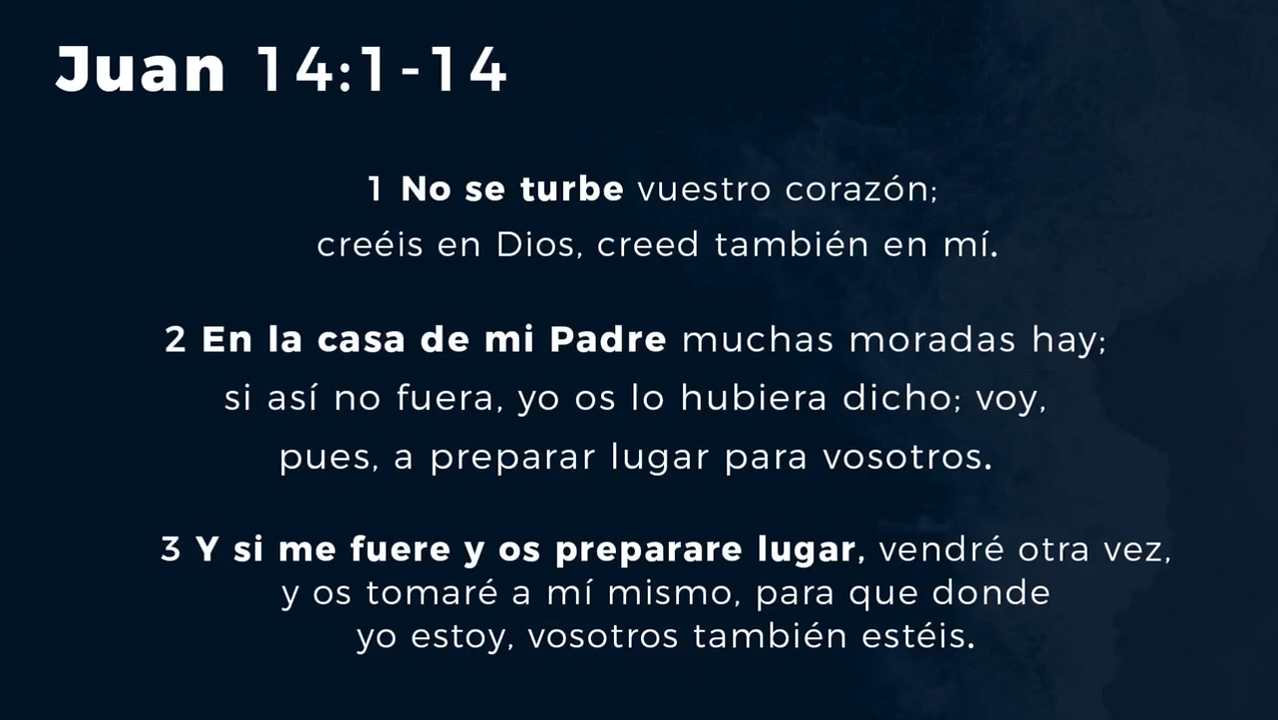 Juan 14:1-14
1 No se turbe vuestro corazón;
creéis en Dios, creed también en mí.
2 En la casa de mi Padre muchas moradas hay;
si así no fuera, yo os lo hubiera dicho; voy,
pues, a preparar lugar para vosotros.
3 Y si me fuere y os preparare lugar, vendré otra vez,
y os tomaré a mí mismo, para que donde
yo estoy, vosotros también estéis.